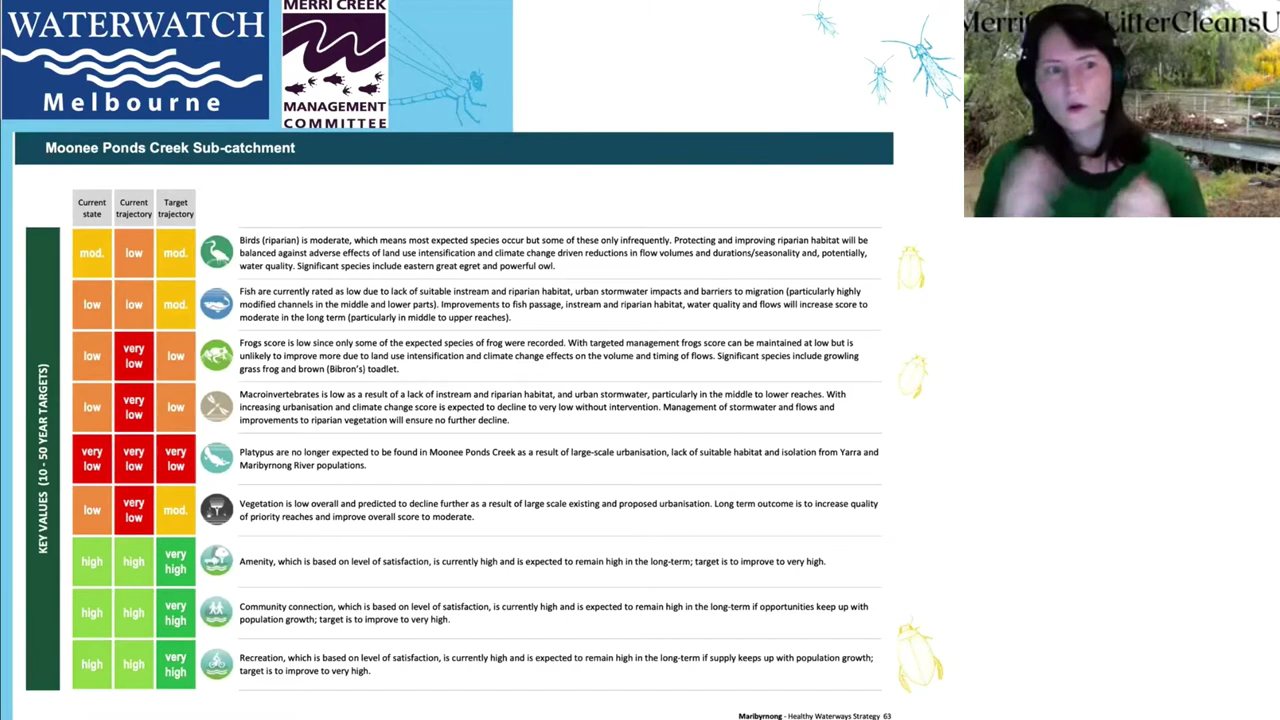 WATERWATCH
Melbourne
MERRI CREEK
MANAGEMENT
COMMITTEE
LitterCleansU
Moonee Ponds Creek Sub-catchment
Current state
Current trajectory
Target trajectory
KEY VALUES (10 - 50 YEAR TARGETS)
mod. low mod.
Birds (riparian) is moderate, which means most expected species occur but some of these only infrequently. Protecting and improving riparian habitat will be
balanced against adverse effects of land use intensification and climate change driven reductions in flow volumes and durations/seasonality and, potentially,
water quality. Significant species include eastern great egret and powerful owl.
low low mod.
Fish are currently rated as low due to lack of suitable instream and riparian habitat, urban stormwater impacts and barriers to migration (particularly highly
modified channels in the middle and lower parts). Improvements to fish passage, instream and riparian habitat, water quality and flows will increase score to
moderate in the long term (particularly in middle to upper reaches).
low very low low
Frogs score is low since only some of the expected species of frog were recorded. With targeted management frogs score can be maintained at low but is
unlikely to improve more due to land use intensification and climate change effects on the volume and timing of flows. Significant species include growling
grass frog and brown (Bibron's) toadlet.
low very low low
Macroinvertebrates is low as a result of a lack of instream and riparian habitat, and urban stormwater, particularly in the middle to lower reaches. With
increasing urbanisation and climate change score is expected to decline to very low without intervention. Management of stormwater and flows and
improvements to riparian vegetation will ensure no further decline.
very low very low very low
Platypus are no longer expected to be found in Moonee Ponds Creek as a result of large-scale urbanisation, lack of suitable habitat and isolation from Yarra and
Maribyrnong River populations.
low very low mod.
Vegetation is low overall and predicted to decline further as a result of large scale existing and proposed urbanisation. Long term outcome is to increase quality
of priority reaches and improve overall score to moderate.
high high very high
Amenity, which is based on level of satisfaction, is currently high and is expected to remain high in the long-term; target is to improve to very high.
high high very high
Community connection, which is based on level of satisfaction, is currently high and is expected to remain high in the long-term if opportunities keep up with
population growth; target is to improve to very high.
high high very high
Recreation, which is based on level of satisfaction, is currently high and is expected to remain high in the long-term if supply keeps up with population growth;
target is to improve to very high.
Maribyrnong - Healthy Waterways Strategy 63